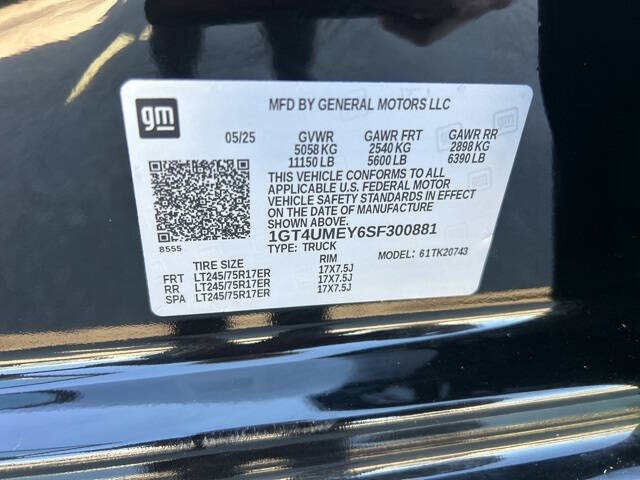 gm
MFD BY GENERAL MOTORS LLC
05/25 GVWR GAWR FRT GAWR RR
5058 KG 2540 KG 2898 KG
11150 LB 5600 LB 6390 LB
THIS VEHICLE CONFORMS TO ALL
APPLICABLE U.S. FEDERAL MOTOR
VEHICLE SAFETY STANDARDS IN EFFECT
ON THE DATE OF MANUFACTURE SHOWN
ABOVE.
1GT4UMEY6SF300881
8555
TYPE: TRUCK
MODEL: 61TK20743
TIRE SIZE RIM
FRT LT245/75R17ER 17X7.5J
RR LT245/75R17ER 17X7.5J
SPA LT245/75R17ER 17X7.5J